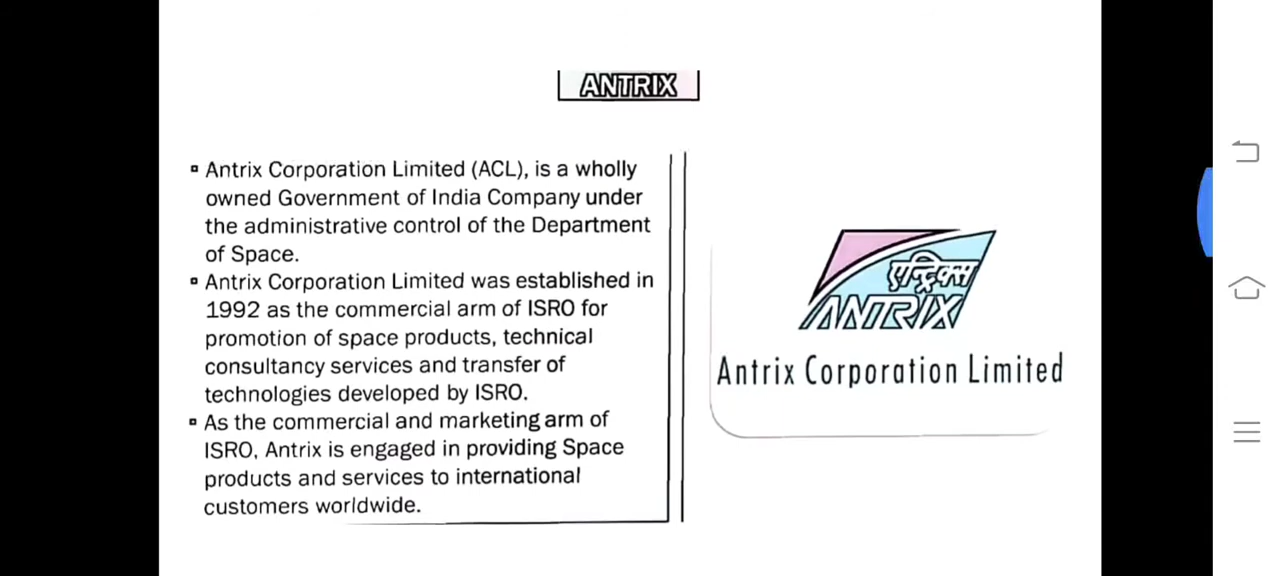 ANTRIX
▫ Antrix Corporation Limited (ACL), is a wholly
owned Government of India Company under
the administrative control of the Department
of Space.
▫ Antrix Corporation Limited was established in
1992 as the commercial arm of ISRO for
promotion of space products, technical
consultancy services and transfer of
technologies developed by ISRO.
▫ As the commercial and marketing arm of
ISRO, Antrix is engaged in providing Space
products and services to international
customers worldwide.
एन्ट्रिक्स
ANTRIX
Antrix Corporation Limited